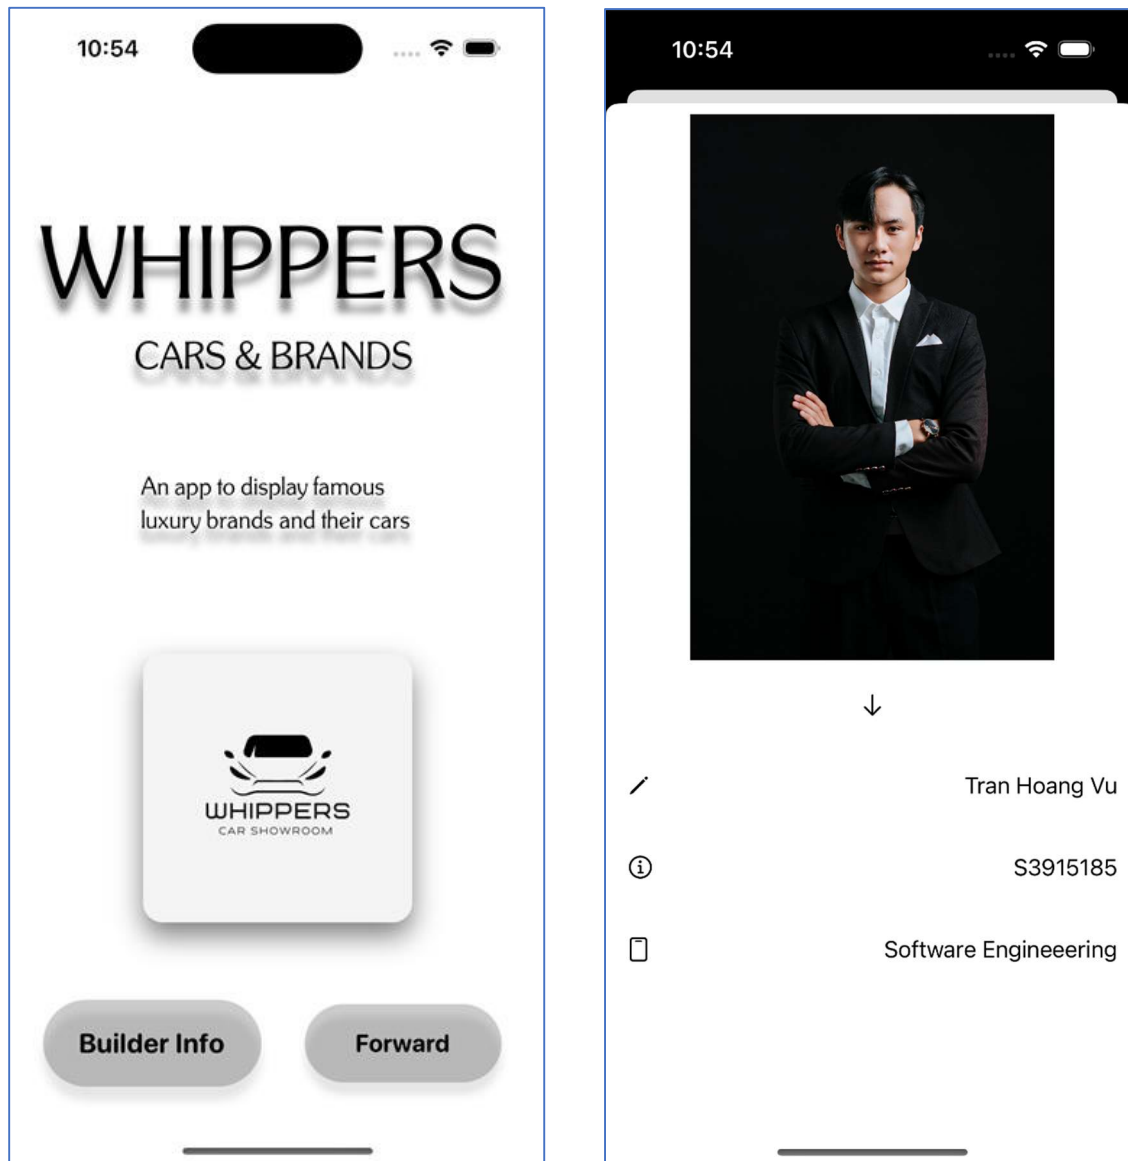 10:54
WHIPPERS
CARS & BRANDS
An app to display famous
luxury brands and their cars
WHIPPERS
CAR SHOWROOM
Builder Info
Forward
10:54
Tran Hoang Vu
S3915185
Software Engineeering